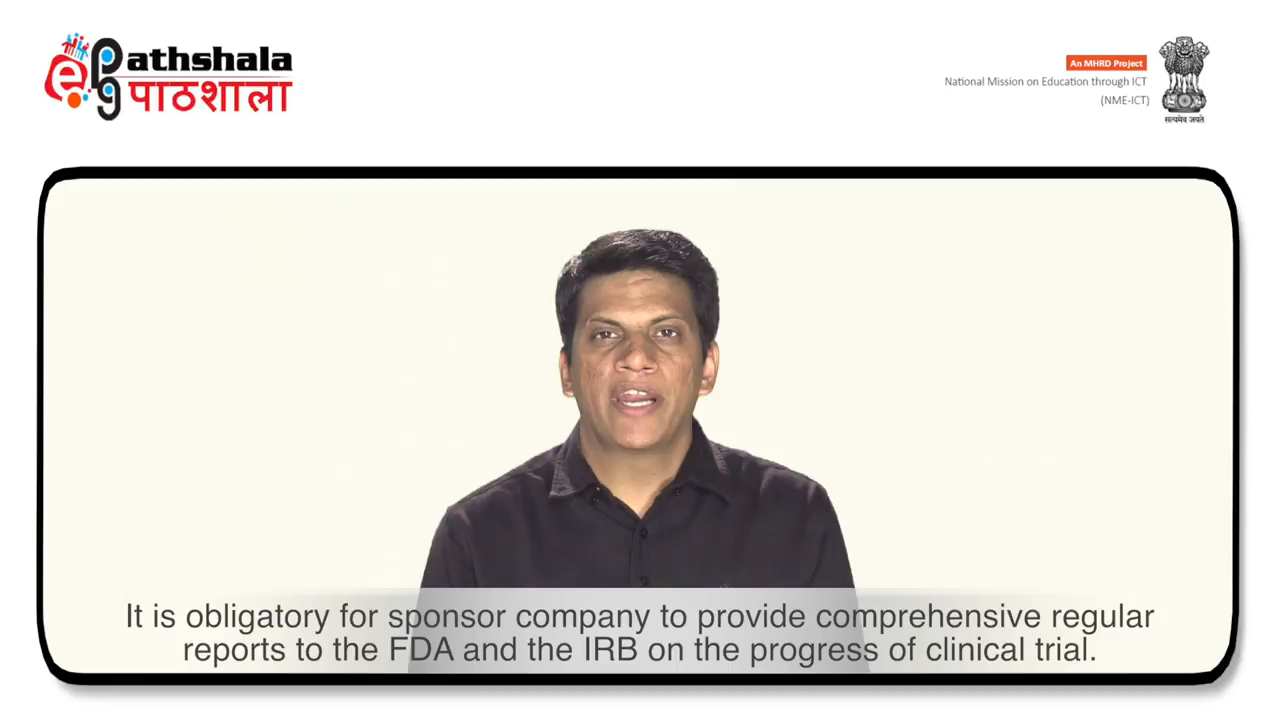 e pg Pathshala
पाठशाला
An MHRD Project
National Mission on Education through ICT
(NME-ICT)
सत्यमेव जयते
It is obligatory for sponsor company to provide comprehensive regular
reports to the FDA and the IRB on the progress of clinical trial.